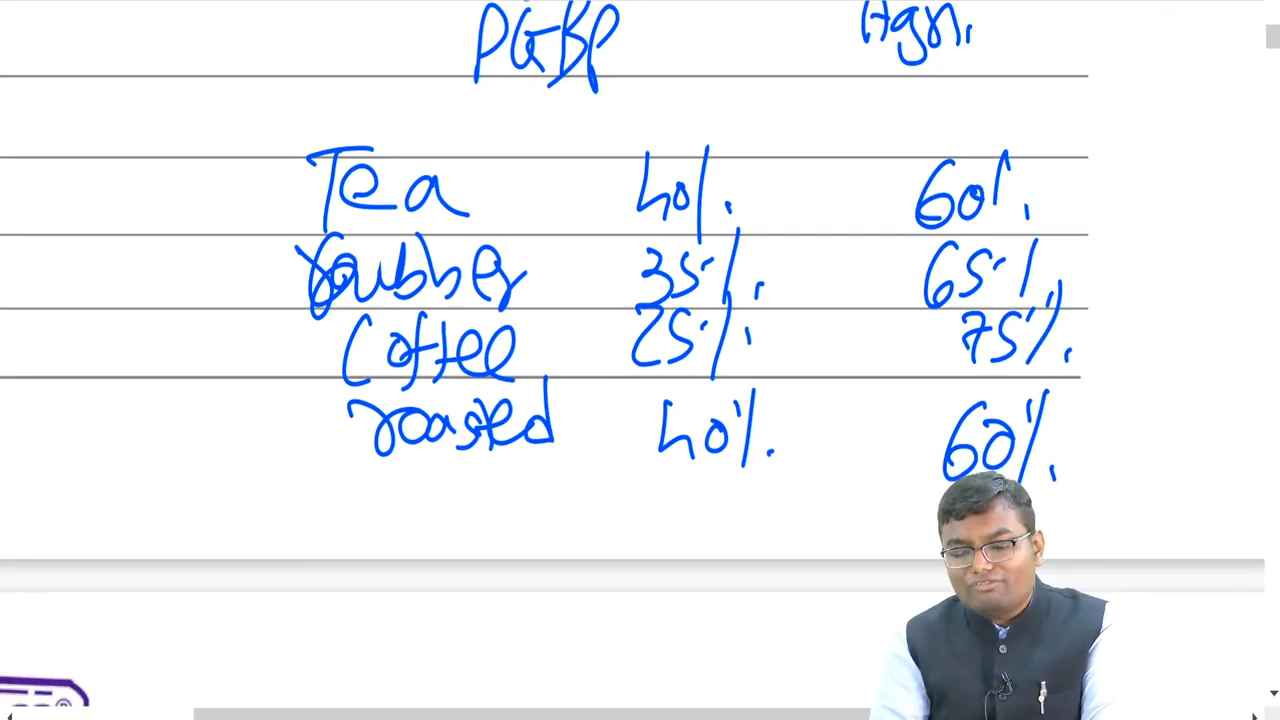 PGBP Agri.
Tea 40%. 60%.
rubber 35%. 65%.
Coffee 25%. 75%.
roasted 40%. 60%.